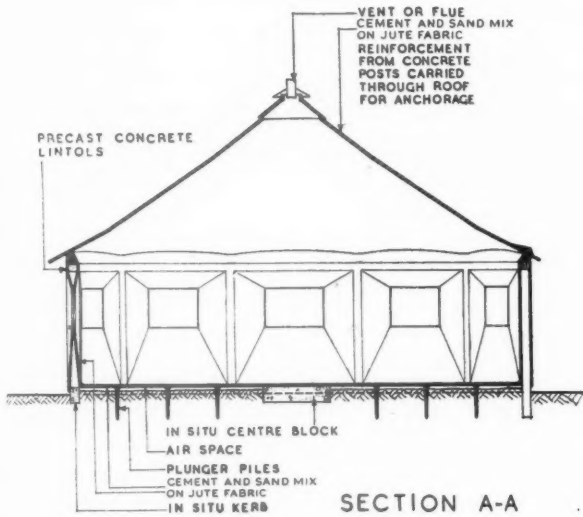 VENT OR FLUE
CEMENT AND SAND MIX
ON JUTE FABRIC
REINFORCEMENT
FROM CONCRETE
POSTS CARRIED
THROUGH ROOF
FOR ANCHORAGE
PRECAST CONCRETE
LINTOLS
IN SITU CENTRE BLOCK
AIR SPACE
PLUNGER PILES
CEMENT AND SAND MIX
ON JUTE FABRIC
IN SITU KERB
SECTION A-A